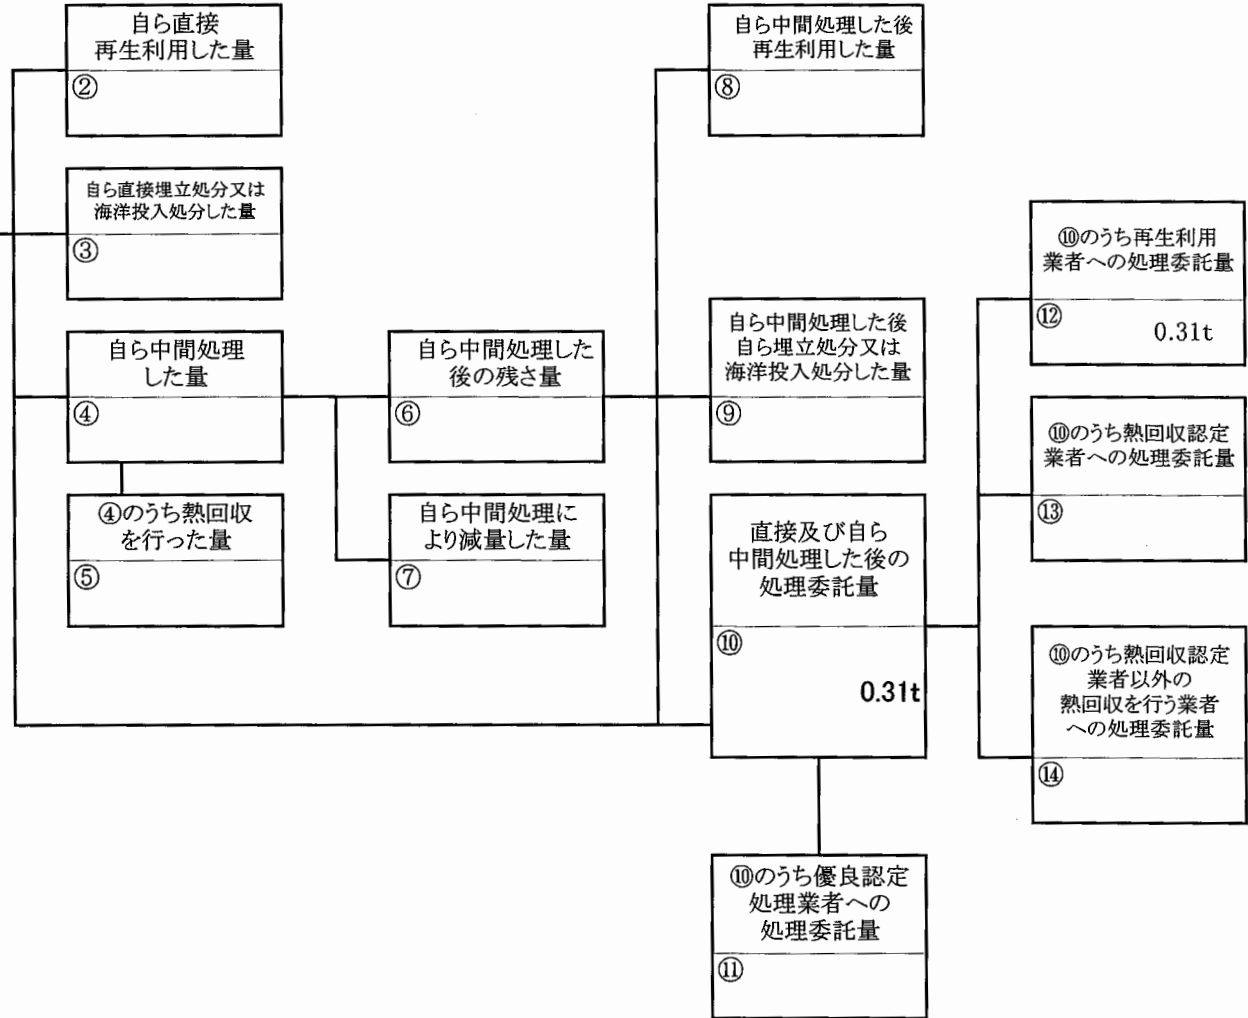 自ら直接
再生利用した量
②
自ら直接埋立処分又は
海洋投入処分した量
③
自ら中間処理
した量
④
④のうち熱回収
を行った量
⑤
自ら中間処理した
後の残さ量
⑥
自ら中間処理に
より減量した量
⑦
自ら中間処理した後
再生利用した量
⑧
自ら中間処理した後
自ら埋立処分又は
海洋投入処分した量
⑨
直接及び自ら
中間処理した後の
処理委託量
⑩
0.31t
⑩のうち優良認定
処理業者への
処理委託量
⑪
⑩のうち再生利用
業者への処理委託量
⑫
0.31t
⑩のうち熱回収認定
業者への処理委託量
⑬
⑩のうち熱回収認定
業者以外の
熱回収を行う業者
への処理委託量
⑭